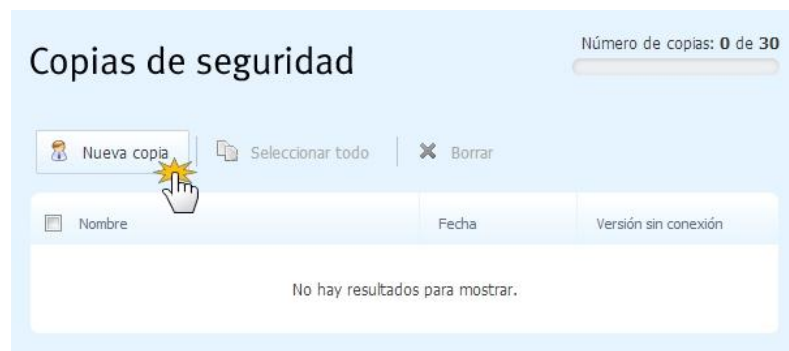 Copias de seguridad
Número de copias: 0 de 30
Nueva copia Seleccionar todo Borrar
Nombre Fecha Versión sin conexión
No hay resultados para mostrar.